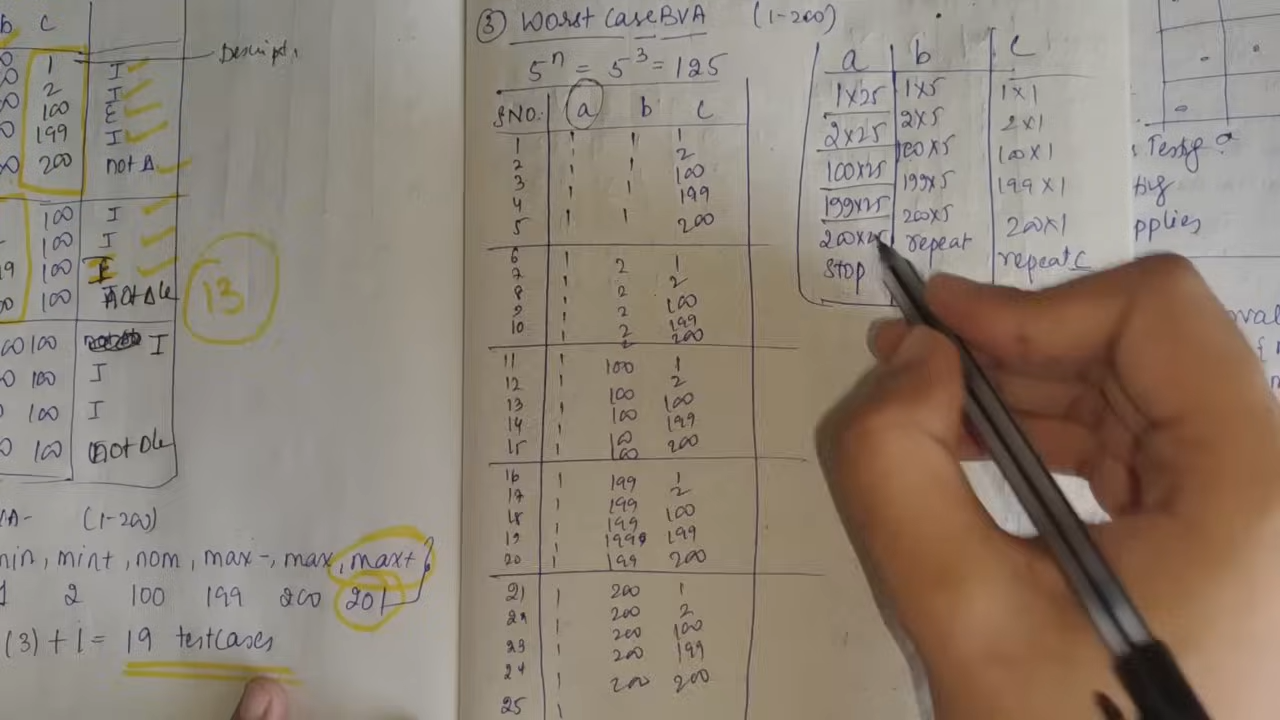 b c
1 I
2 I
100 E
199 I
200 not Δ
100 I
100 I
100 I
100 Not Δle
13
100 I
100 I
100 I
100 Not Δle
(1-200)
min, min+, nom, max-, max, max+
1 2 100 199 200 201
(3) + 1 = 19 testcases
③ Worst Case BVA (1-200)
5ⁿ = 5³ = 125
S.NO. a b c
1 1 1 1
2 1 1 2
3 1 1 100
4 1 1 199
5 1 1 200
6 1 2 1
7 1 2 2
8 1 2 100
9 1 2 199
10 1 2 200
11 1 100 1
12 1 100 2
13 1 100 100
14 1 100 199
15 1 100 200
16 1 199 1
17 1 199 2
18 1 199 100
19 1 199 199
20 1 199 200
21 1 200 1
22 1 200 2
23 1 200 100
24 1 200 199
25 1 200 200
a b c
1x25 1x5 1x1
2x25 2x5 2x1
100x25 100x5 100x1
199x25 199x5 199x1
200x25 200x5 200x1
Stop repeat repeat c
pplies